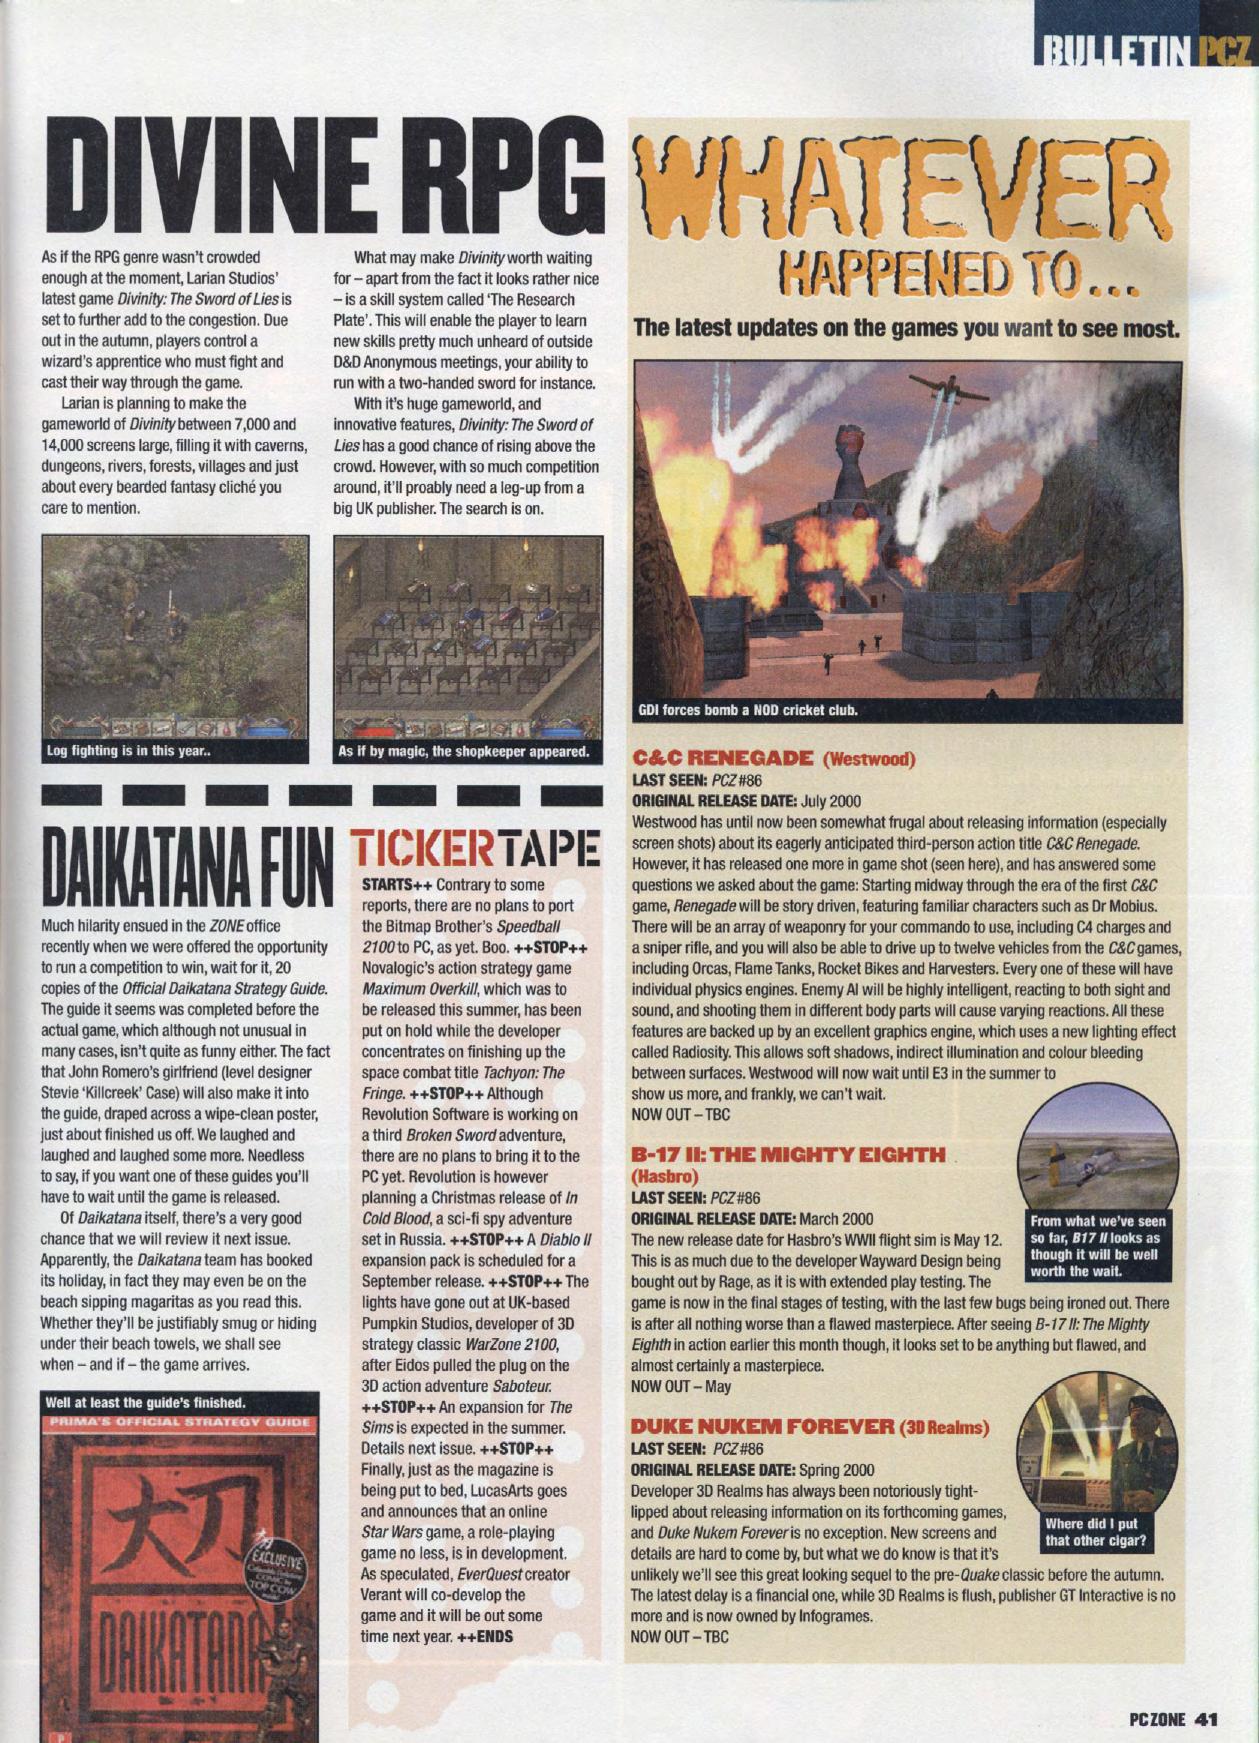 BULLETIN PCZ
DIVINE RPG
As if the RPG genre wasn't crowded
enough at the moment, Larian Studios'
latest game Divinity: The Sword of Lies is
set to further add to the congestion. Due
out in the autumn, players control a
wizard's apprentice who must fight and
cast their way through the game.
Larian is planning to make the
gameworld of Divinity between 7,000 and
14,000 screens large, filling it with caverns,
dungeons, rivers, forests, villages and just
about every bearded fantasy cliché you
care to mention.
What may make Divinity worth waiting
for – apart from the fact it looks rather nice
– is a skill system called 'The Research
Plate'. This will enable the player to learn
new skills pretty much unheard of outside
D&D Anonymous meetings, your ability to
run with a two-handed sword for instance.
With it's huge gameworld, and
innovative features, Divinity: The Sword of
Lies has a good chance of rising above the
crowd. However, with so much competition
around, it'll proably need a leg-up from a
big UK publisher. The search is on.
Log fighting is in this year..
As if by magic, the shopkeeper appeared.
DAIKATANA FUN
Much hilarity ensued in the ZONE office
recently when we were offered the opportunity
to run a competition to win, wait for it, 20
copies of the Official Daikatana Strategy Guide.
The guide it seems was completed before the
actual game, which although not unusual in
many cases, isn't quite as funny either. The fact
that John Romero's girlfriend (level designer
Stevie 'Killcreek' Case) will also make it into
the guide, draped across a wipe-clean poster,
just about finished us off. We laughed and
laughed and laughed some more. Needless
to say, if you want one of these guides you'll
have to wait until the game is released.
Of Daikatana itself, there's a very good
chance that we will review it next issue.
Apparently, the Daikatana team has booked
its holiday, in fact they may even be on the
beach sipping magaritas as you read this.
Whether they'll be justifiably smug or hiding
under their beach towels, we shall see
when – and if – the game arrives.
Well at least the guide's finished.
PRIMA'S OFFICIAL STRATEGY GUIDE
大刀
EXCLUSIVE
COMIC by
TOP COW
DAIKATANA
P
TICKERTAPE
STARTS++ Contrary to some
reports, there are no plans to port
the Bitmap Brother's Speedball
2100 to PC, as yet. Boo. ++STOP++
Novalogic's action strategy game
Maximum Overkill, which was to
be released this summer, has been
put on hold while the developer
concentrates on finishing up the
space combat title Tachyon: The
Fringe. ++STOP++ Although
Revolution Software is working on
a third Broken Sword adventure,
there are no plans to bring it to the
PC yet. Revolution is however
planning a Christmas release of In
Cold Blood, a sci-fi spy adventure
set in Russia. ++STOP++ A Diablo II
expansion pack is scheduled for a
September release. ++STOP++ The
lights have gone out at UK-based
Pumpkin Studios, developer of 3D
strategy classic WarZone 2100,
after Eidos pulled the plug on the
3D action adventure Saboteur.
++STOP++ An expansion for The
Sims is expected in the summer.
Details next issue. ++STOP++
Finally, just as the magazine is
being put to bed, LucasArts goes
and announces that an online
Star Wars game, a role-playing
game no less, is in development.
As speculated, EverQuest creator
Verant will co-develop the
game and it will be out some
time next year. ++ENDS
WHATEVER
HAPPENED TO...
The latest updates on the games you want to see most.
GDI forces bomb a NOD cricket club.
C&C RENEGADE (Westwood)
LAST SEEN: PCZ #86
ORIGINAL RELEASE DATE: July 2000
Westwood has until now been somewhat frugal about releasing information (especially
screen shots) about its eagerly anticipated third-person action title C&C Renegade.
However, it has released one more in game shot (seen here), and has answered some
questions we asked about the game: Starting midway through the era of the first C&C
game, Renegade will be story driven, featuring familiar characters such as Dr Mobius.
There will be an array of weaponry for your commando to use, including C4 charges and
a sniper rifle, and you will also be able to drive up to twelve vehicles from the C&C games,
including Orcas, Flame Tanks, Rocket Bikes and Harvesters. Every one of these will have
individual physics engines. Enemy AI will be highly intelligent, reacting to both sight and
sound, and shooting them in different body parts will cause varying reactions. All these
features are backed up by an excellent graphics engine, which uses a new lighting effect
called Radiosity. This allows soft shadows, indirect illumination and colour bleeding
between surfaces. Westwood will now wait until E3 in the summer to
show us more, and frankly, we can't wait.
NOW OUT – TBC
B-17 II: THE MIGHTY EIGHTH
(Hasbro)
LAST SEEN: PCZ #86
ORIGINAL RELEASE DATE: March 2000
The new release date for Hasbro's WWII flight sim is May 12.
This is as much due to the developer Wayward Design being
bought out by Rage, as it is with extended play testing. The
game is now in the final stages of testing, with the last few bugs being ironed out. There
is after all nothing worse than a flawed masterpiece. After seeing B-17 II: The Mighty
Eighth in action earlier this month though, it looks set to be anything but flawed, and
almost certainly a masterpiece.
NOW OUT – May
From what we've seen
so far, B17 II looks as
though it will be well
worth the wait.
DUKE NUKEM FOREVER (3D Realms)
LAST SEEN: PCZ #86
ORIGINAL RELEASE DATE: Spring 2000
Developer 3D Realms has always been notoriously tight-
lipped about releasing information on its forthcoming games,
and Duke Nukem Forever is no exception. New screens and
details are hard to come by, but what we do know is that it's
unlikely we'll see this great looking sequel to the pre-Quake classic before the autumn.
The latest delay is a financial one, while 3D Realms is flush, publisher GT Interactive is no
more and is now owned by Infogrames.
NOW OUT – TBC
Where did I put
that other cigar?
PC ZONE 41